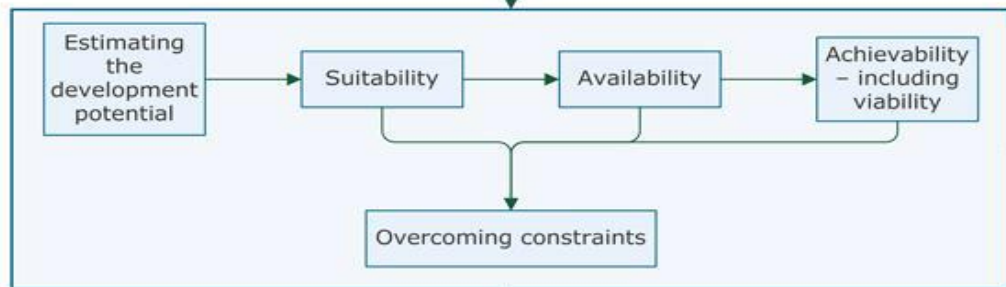 Estimating
the
development
potential
Suitability
Availability
Achievability
– including
viability
Overcoming constraints